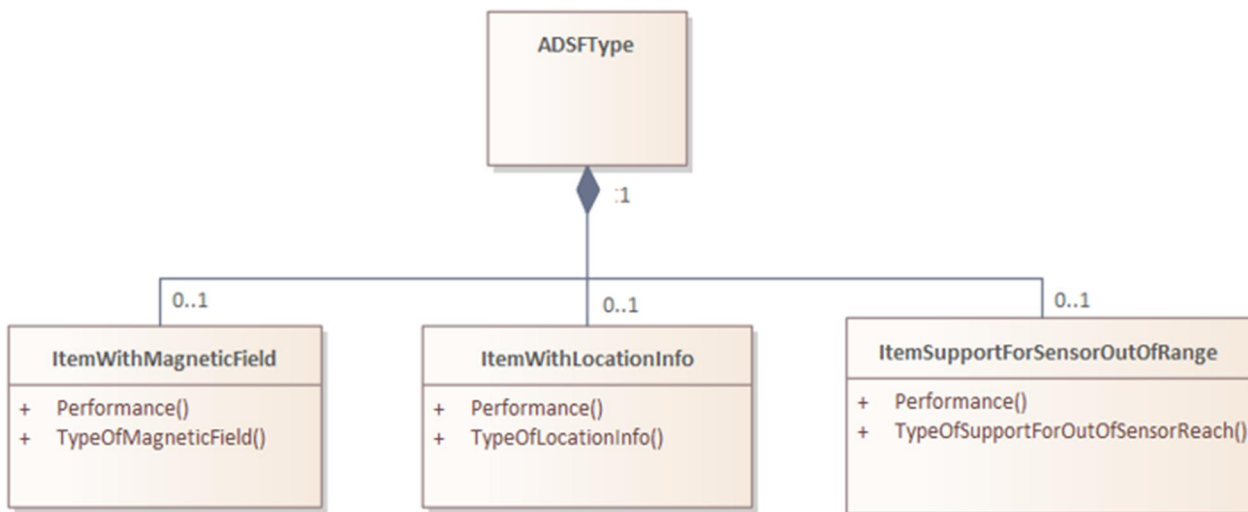 ADSFType
:1
0..1
0..1
0..1
ItemWithMagneticField
+ Performance()
+ TypeOfMagneticField()
ItemWithLocationInfo
+ Performance()
+ TypeOfLocationInfo()
ItemSupportForSensorOutOfRange
+ Performance()
+ TypeOfSupportForOutOfSensorReach()